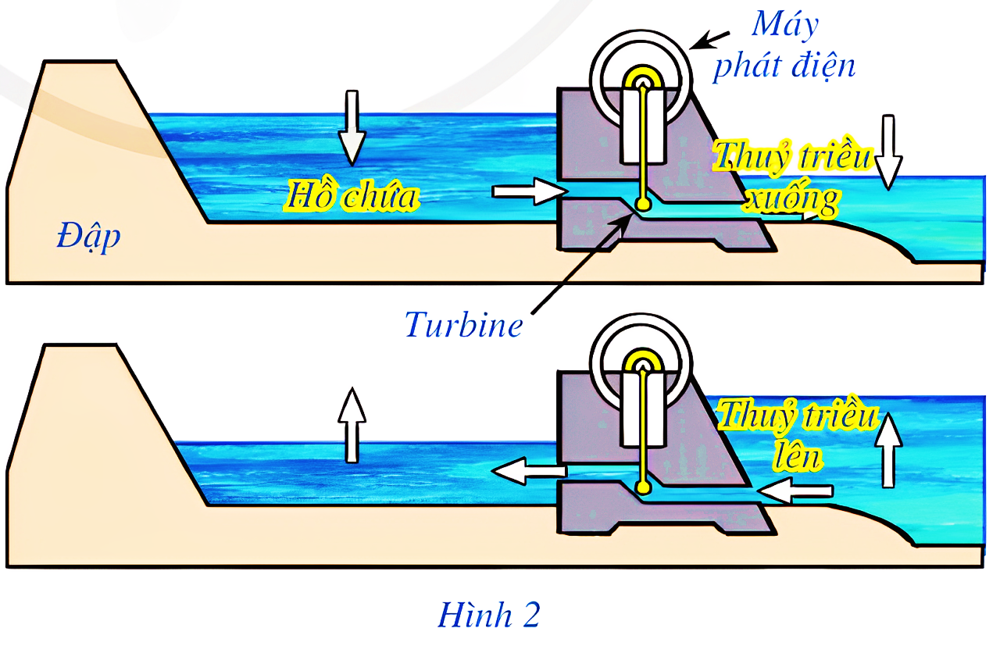 Máy
phát điện
Thuỷ triều
xuống
Hồ chứa
Đập
Turbine
Thuỷ triều
lên
Hình 2